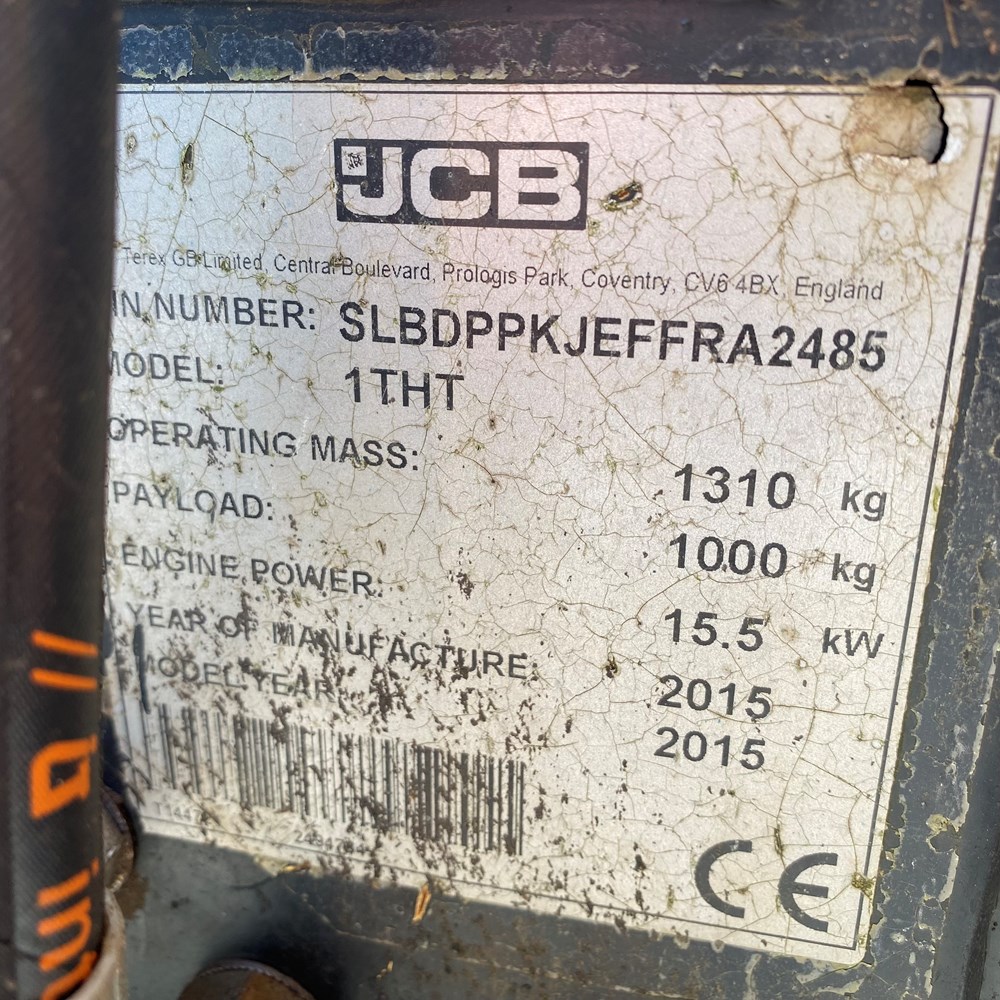 JCB
Terex GB Limited, Central Boulevard, Prologis Park, Coventry, CV6 4BX, England
IN NUMBER: SLBDPPKJEFFRA2485
MODEL: 1THT
OPERATING MASS: 1310 kg
PAYLOAD: 1000 kg
ENGINE POWER: 15.5 kW
YEAR OF MANUFACTURE: 2015
MODEL YEAR 2015
CE